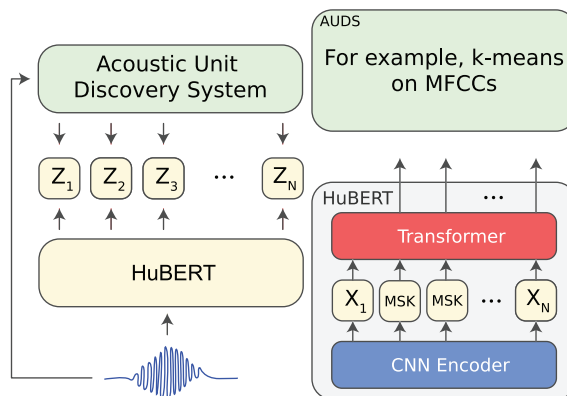 Acoustic Unit
Discovery System
Z1 Z2 Z3 ... ZN
HuBERT
AUDS
For example, k-means
on MFCCs
...
HuBERT
Transformer
X1 MSK MSK ... XN
CNN Encoder